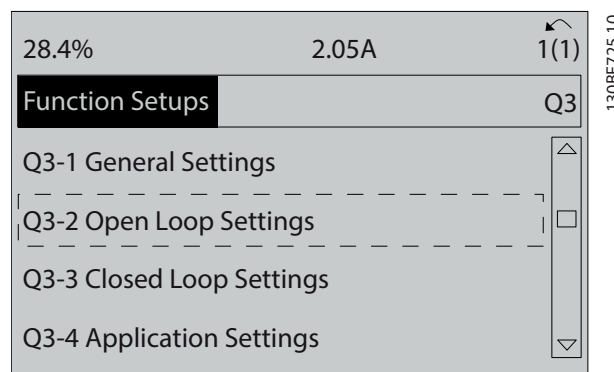 28.4% 2.05A 1(1)
Function Setups Q3
Q3-1 General Settings
Q3-2 Open Loop Settings
Q3-3 Closed Loop Settings
Q3-4 Application Settings
130BF725.10